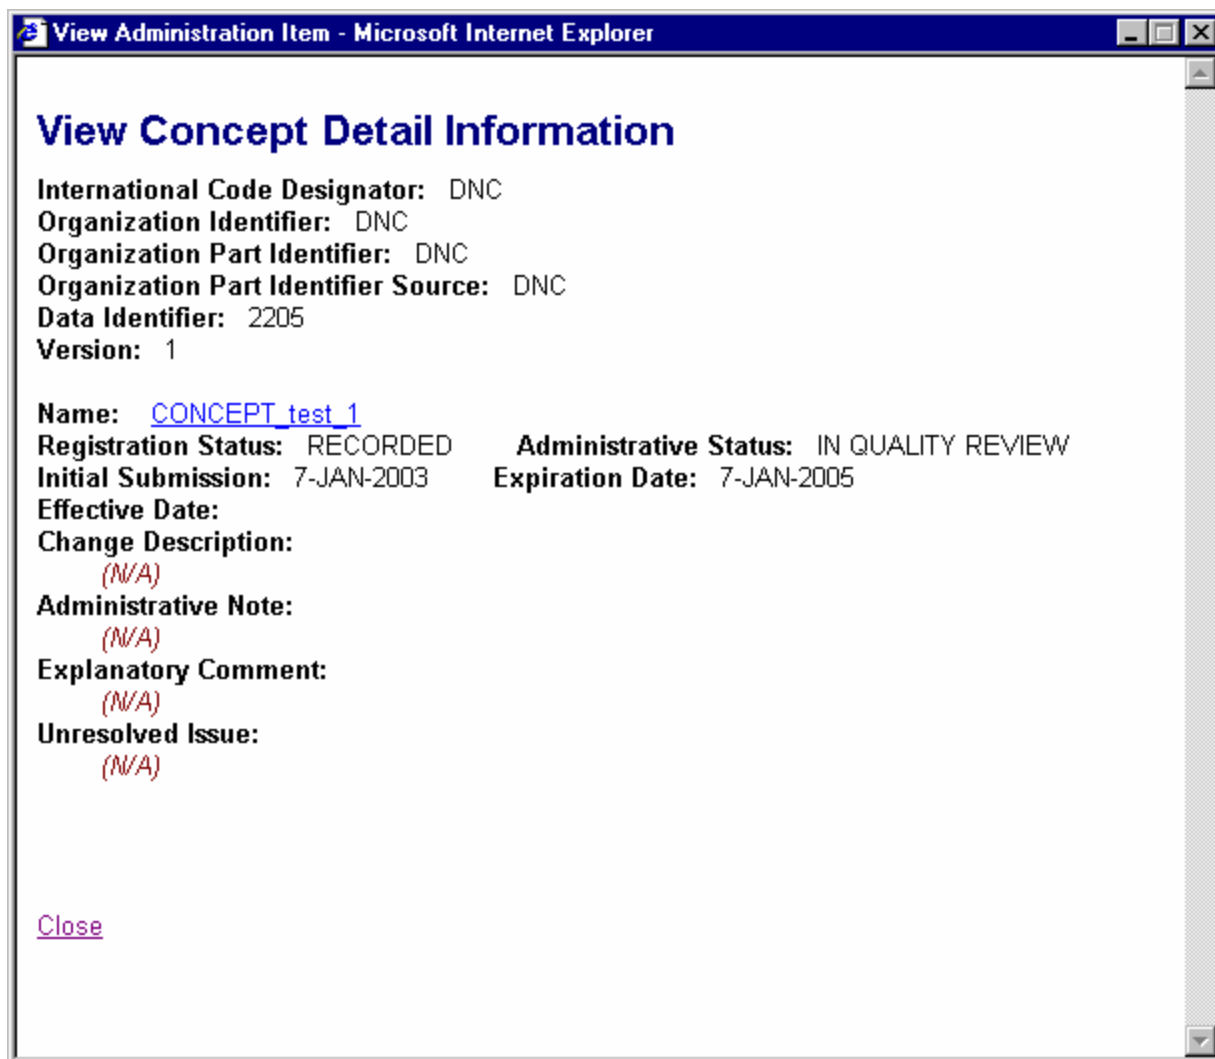 View Administration Item - Microsoft Internet Explorer
View Concept Detail Information
International Code Designator: DNC
Organization Identifier: DNC
Organization Part Identifier: DNC
Organization Part Identifier Source: DNC
Data Identifier: 2205
Version: 1
Name: CONCEPT_test_1
Registration Status: RECORDED Administrative Status: IN QUALITY REVIEW
Initial Submission: 7-JAN-2003 Expiration Date: 7-JAN-2005
Effective Date:
Change Description:
(N/A)
Administrative Note:
(N/A)
Explanatory Comment:
(N/A)
Unresolved Issue:
(N/A)
Close